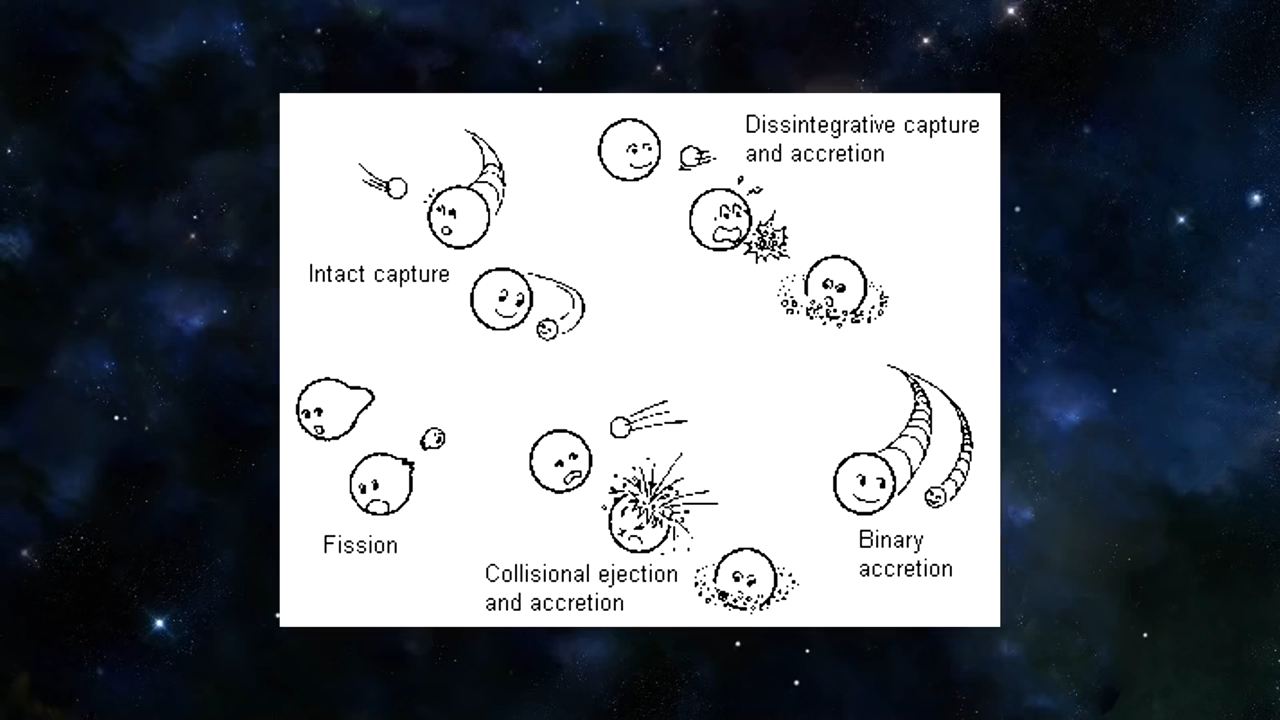 Dissintegrative capture
and accretion
Intact capture
Fission
Collisional ejection
and accretion
Binary
accretion